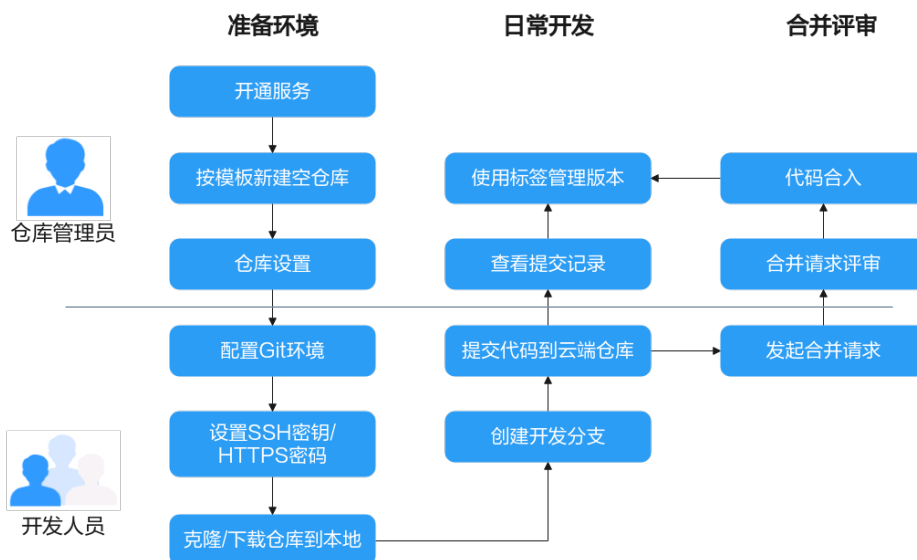 准备环境
日常开发
合并评审
开通服务
按模板新建空仓库
使用标签管理版本
代码合入
仓库管理员
仓库设置
查看提交记录
合并请求评审
配置Git环境
提交代码到云端仓库
发起合并请求
设置SSH密钥/
HTTPS密码
创建开发分支
开发人员
克隆/下载仓库到本地